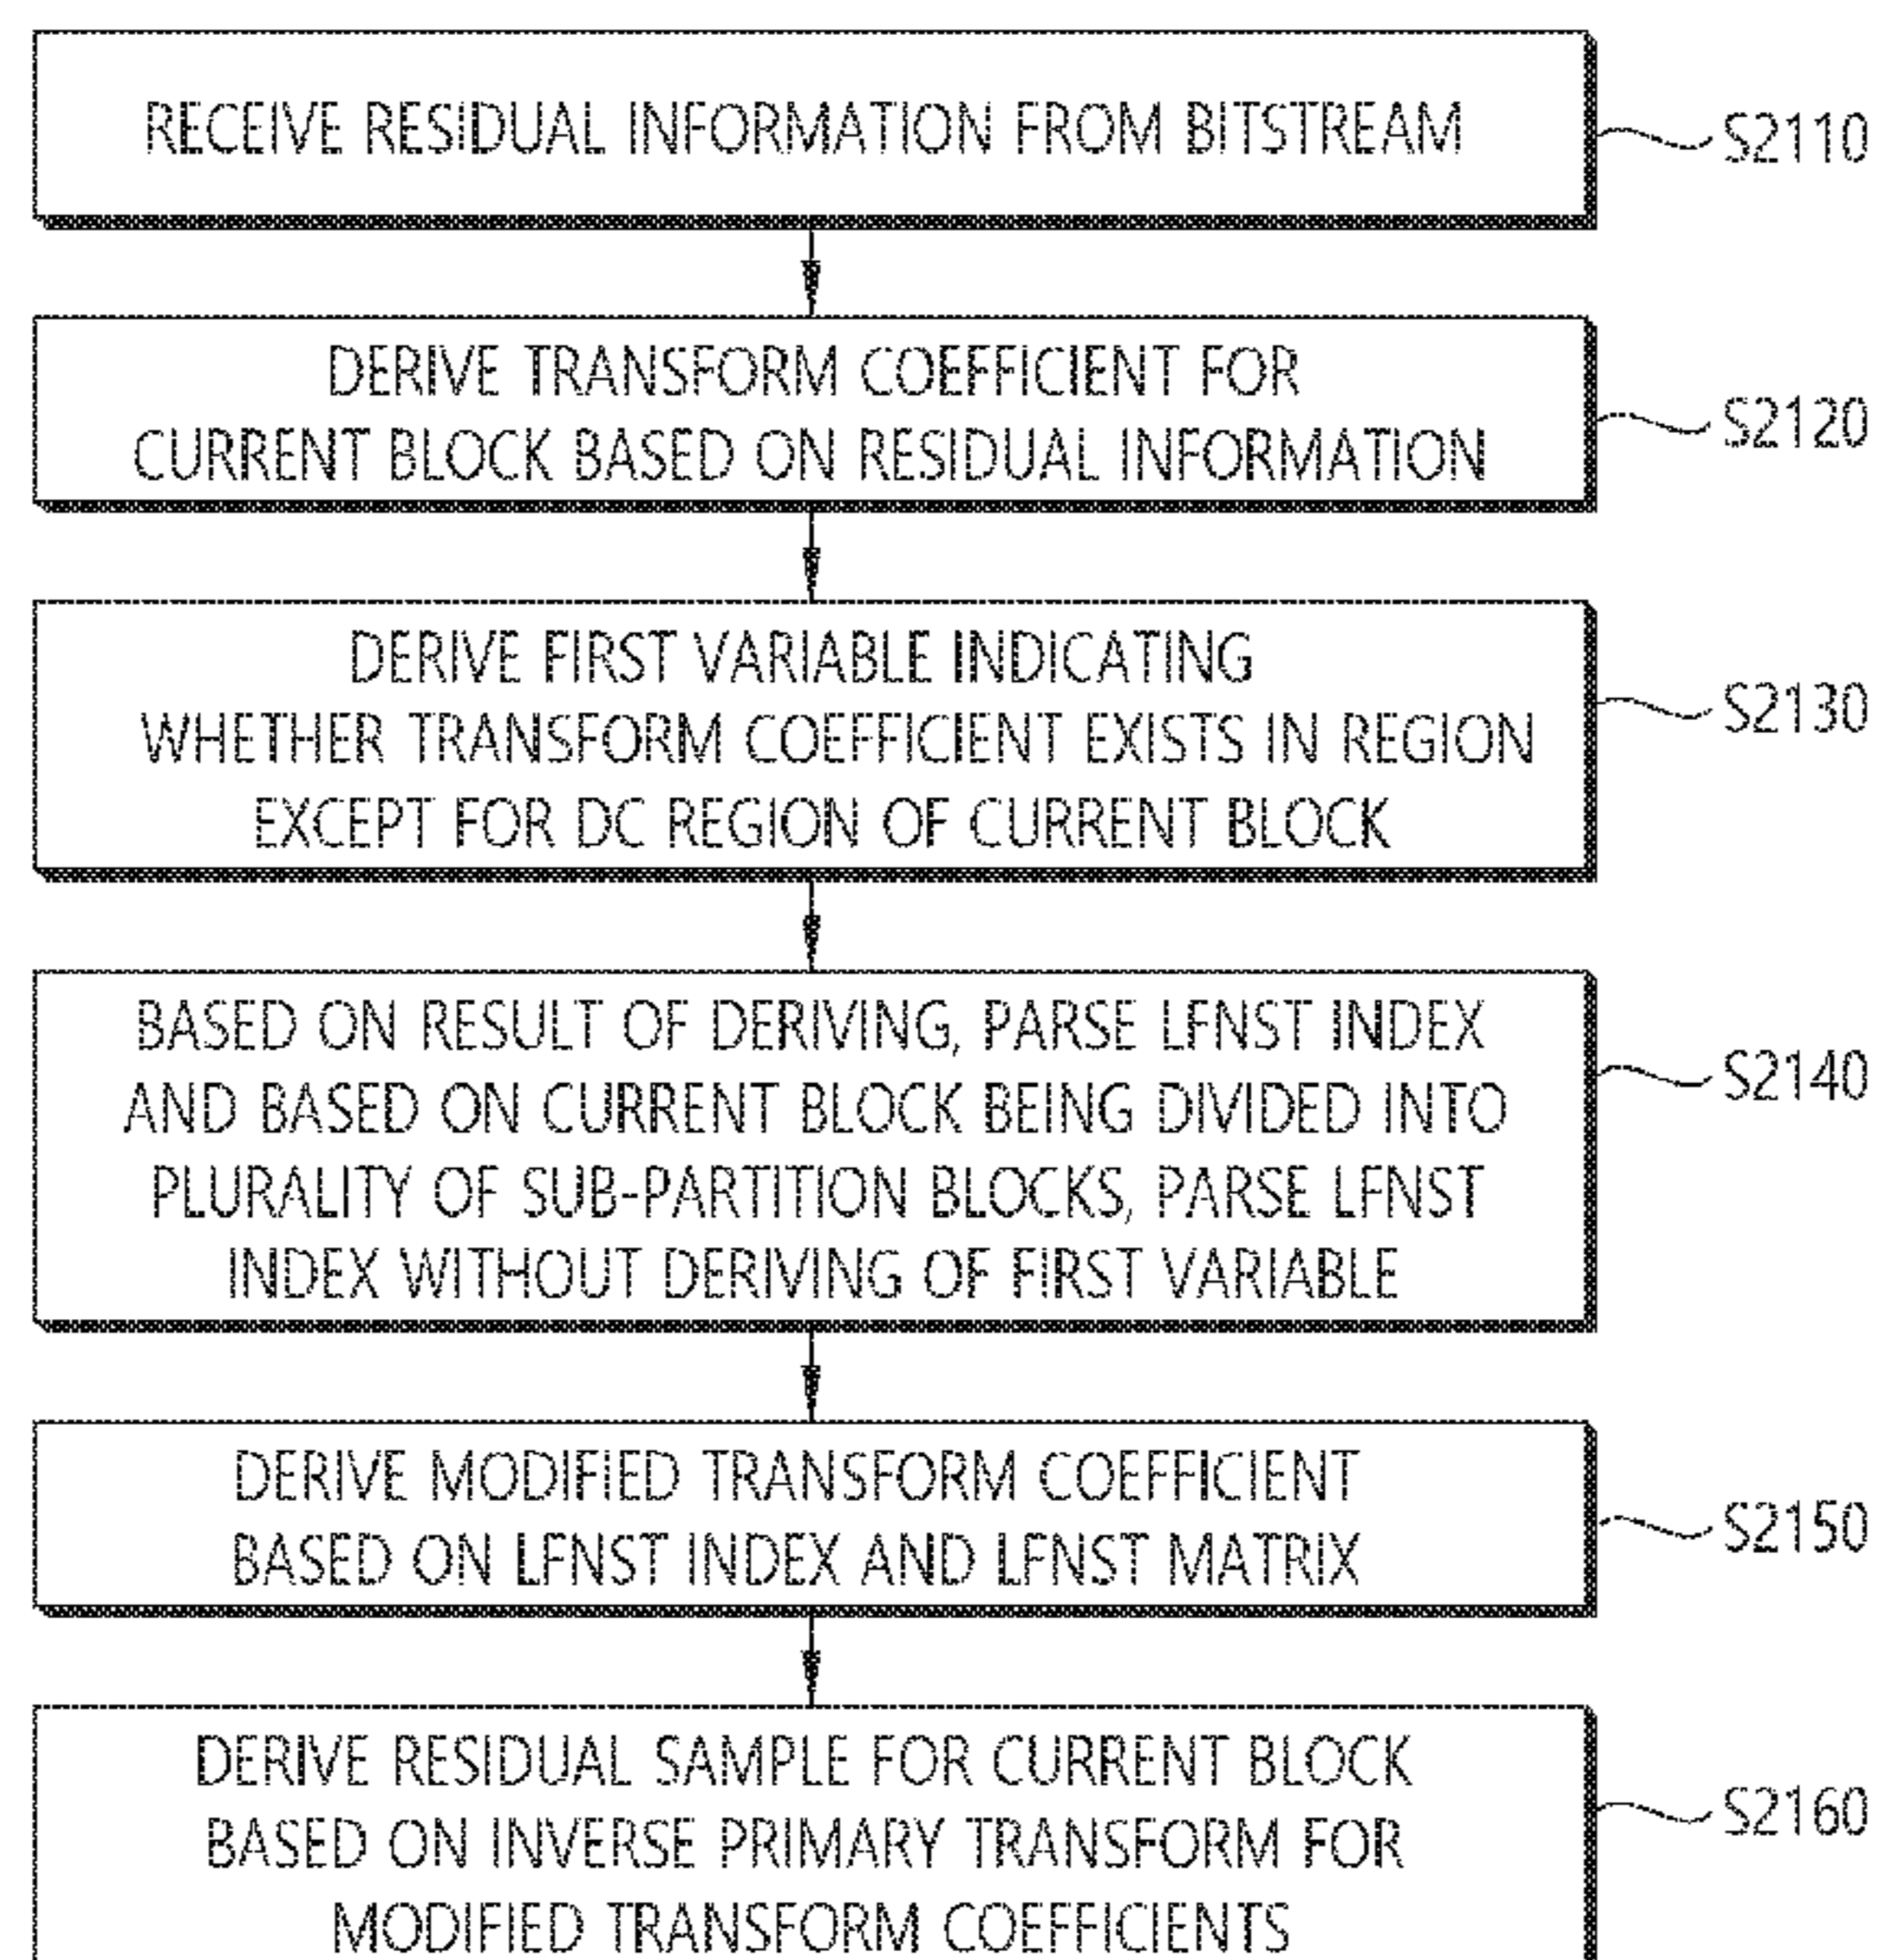 RECEIVE RESIDUAL INFORMATION FROM BITSTREAM
S2110
DERIVE TRANSFORM COEFFICIENT FOR
CURRENT BLOCK BASED ON RESIDUAL INFORMATION
S2120
DERIVE FIRST VARIABLE INDICATING
WHETHER TRANSFORM COEFFICIENT EXISTS IN REGION
EXCEPT FOR DC REGION OF CURRENT BLOCK
S2130
BASED ON RESULT OF DERIVING, PARSE LFNST INDEX
AND BASED ON CURRENT BLOCK BEING DIVIDED INTO
PLURALITY OF SUB-PARTITION BLOCKS, PARSE LFNST
INDEX WITHOUT DERIVING OF FIRST VARIABLE
S2140
DERIVE MODIFIED TRANSFORM COEFFICIENT
BASED ON LFNST INDEX AND LFNST MATRIX
S2150
DERIVE RESIDUAL SAMPLE FOR CURRENT BLOCK
BASED ON INVERSE PRIMARY TRANSFORM FOR
MODIFIED TRANSFORM COEFFICIENTS
S2160